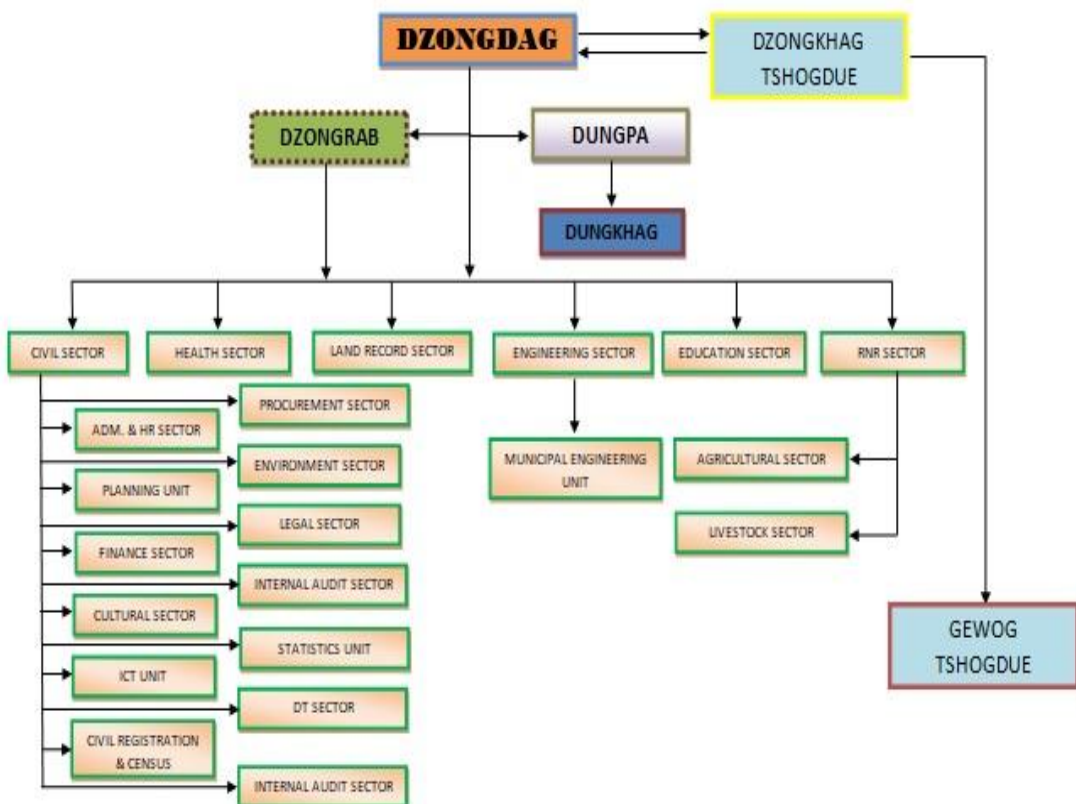 DZONGDAG
DZONGKHAG
TSHOGDUE
DZONGRAB
DUNGPA
DUNGKHAG
CIVIL SECTOR
HEALTH SECTOR
LAND RECORD SECTOR
ENGINEERING SECTOR
EDUCATION SECTOR
RNR SECTOR
PROCUREMENT SECTOR
ADM. & HR SECTOR
ENVIRONMENT SECTOR
PLANNING UNIT
LEGAL SECTOR
FINANCE SECTOR
INTERNAL AUDIT SECTOR
CULTURAL SECTOR
STATISTICS UNIT
ICT UNIT
DT SECTOR
CIVIL REGISTRATION
& CENSUS
INTERNAL AUDIT SECTOR
MUNICIPAL ENGINEERING
UNIT
AGRICULTURAL SECTOR
LIVESTOCK SECTOR
GEWOG
TSHOGDUE